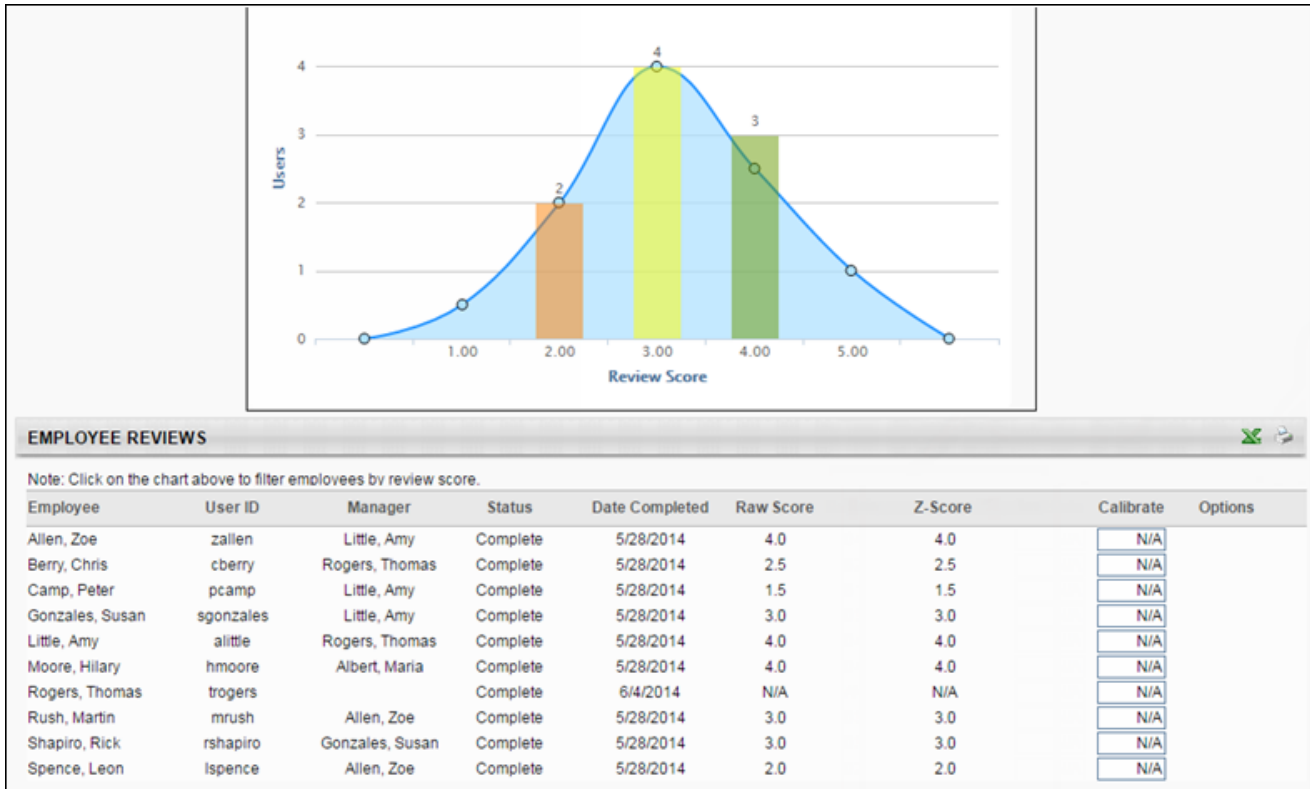 4
4
3
3
Users
2
2
1
0
1.00 2.00 3.00 4.00 5.00
Review Score
EMPLOYEE REVIEWS
Note: Click on the chart above to filter employees by review score.
Employee User ID Manager Status Date Completed Raw Score Z-Score Calibrate Options
Allen, Zoe zallen Little, Amy Complete 5/28/2014 4.0 4.0 N/A
Berry, Chris cberry Rogers, Thomas Complete 5/28/2014 2.5 2.5 N/A
Camp, Peter pcamp Little, Amy Complete 5/28/2014 1.5 1.5 N/A
Gonzales, Susan sgonzales Little, Amy Complete 5/28/2014 3.0 3.0 N/A
Little, Amy alittle Rogers, Thomas Complete 5/28/2014 4.0 4.0 N/A
Moore, Hilary hmoore Albert, Maria Complete 5/28/2014 4.0 4.0 N/A
Rogers, Thomas trogers Complete 6/4/2014 N/A N/A N/A
Rush, Martin mrush Allen, Zoe Complete 5/28/2014 3.0 3.0 N/A
Shapiro, Rick rshapiro Gonzales, Susan Complete 5/28/2014 3.0 3.0 N/A
Spence, Leon lspence Allen, Zoe Complete 5/28/2014 2.0 2.0 N/A